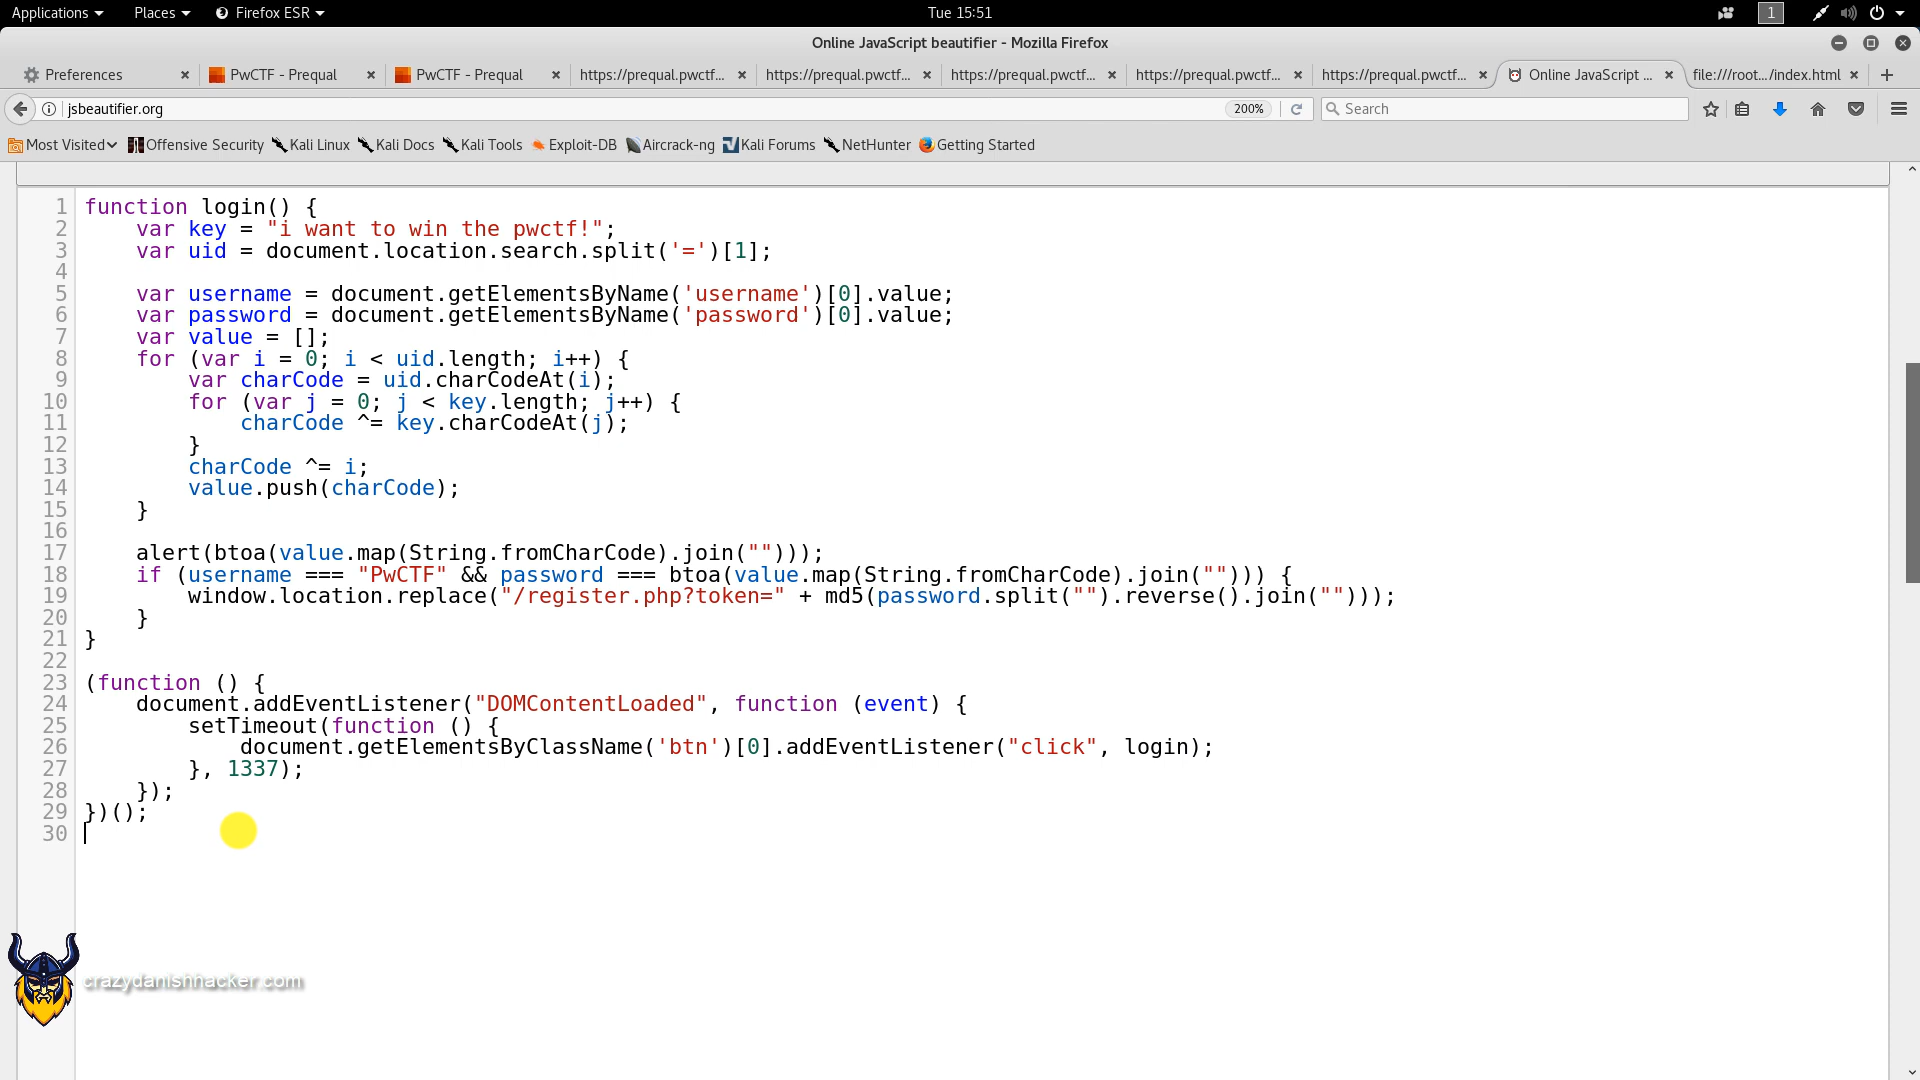 Applications Places Firefox ESR Tue 15:51 1
Online JavaScript beautifier - Mozilla Firefox
Preferences PwCTF - Prequal PwCTF - Prequal https://prequal.pwctf... https://prequal.pwctf... https://prequal.pwctf... https://prequal.pwctf... https://prequal.pwctf... Online JavaScript ... file:///root.../index.html
jsbeautifier.org 200% Search
Most Visited Offensive Security Kali Linux Kali Docs Kali Tools Exploit-DB Aircrack-ng Kali Forums NetHunter Getting Started
1 function login() {
2 var key = "i want to win the pwctf!";
3 var uid = document.location.search.split('=')[1];
4
5 var username = document.getElementsByName('username')[0].value;
6 var password = document.getElementsByName('password')[0].value;
7 var value = [];
8 for (var i = 0; i < uid.length; i++) {
9 var charCode = uid.charCodeAt(i);
10 for (var j = 0; j < key.length; j++) {
11 charCode ^= key.charCodeAt(j);
12 }
13 charCode ^= i;
14 value.push(charCode);
15 }
16
17 alert(btoa(value.map(String.fromCharCode).join("")));
18 if (username === "PwCTF" && password === btoa(value.map(String.fromCharCode).join(""))) {
19 window.location.replace("/register.php?token=" + md5(password.split("").reverse().join("")));
20 }
21 }
22
23 (function () {
24 document.addEventListener("DOMContentLoaded", function (event) {
25 setTimeout(function () {
26 document.getElementsByClassName('btn')[0].addEventListener("click", login);
27 }, 1337);
28 });
29 })();
30
crazydanishhacker.com